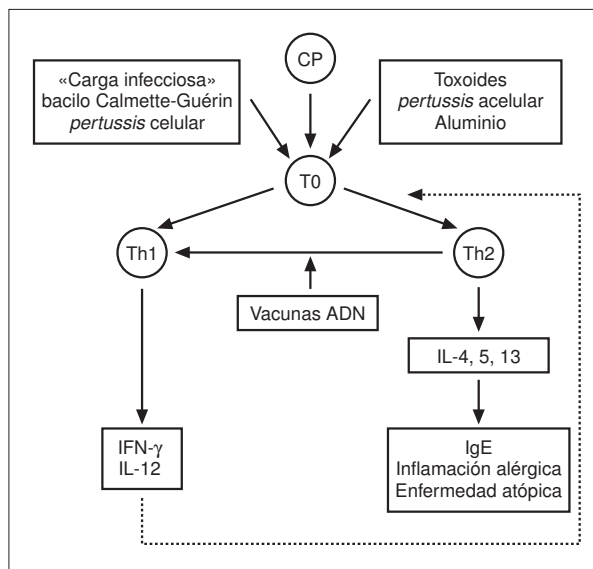 CP
«Carga infecciosa»
bacilo Calmette-Guérin
pertussis celular
Toxoides
pertussis acelular
Aluminio
T0
Th1
Th2
Vacunas ADN
IL-4, 5, 13
IFN-γ
IL-12
IgE
Inflamación alérgica
Enfermedad atópica